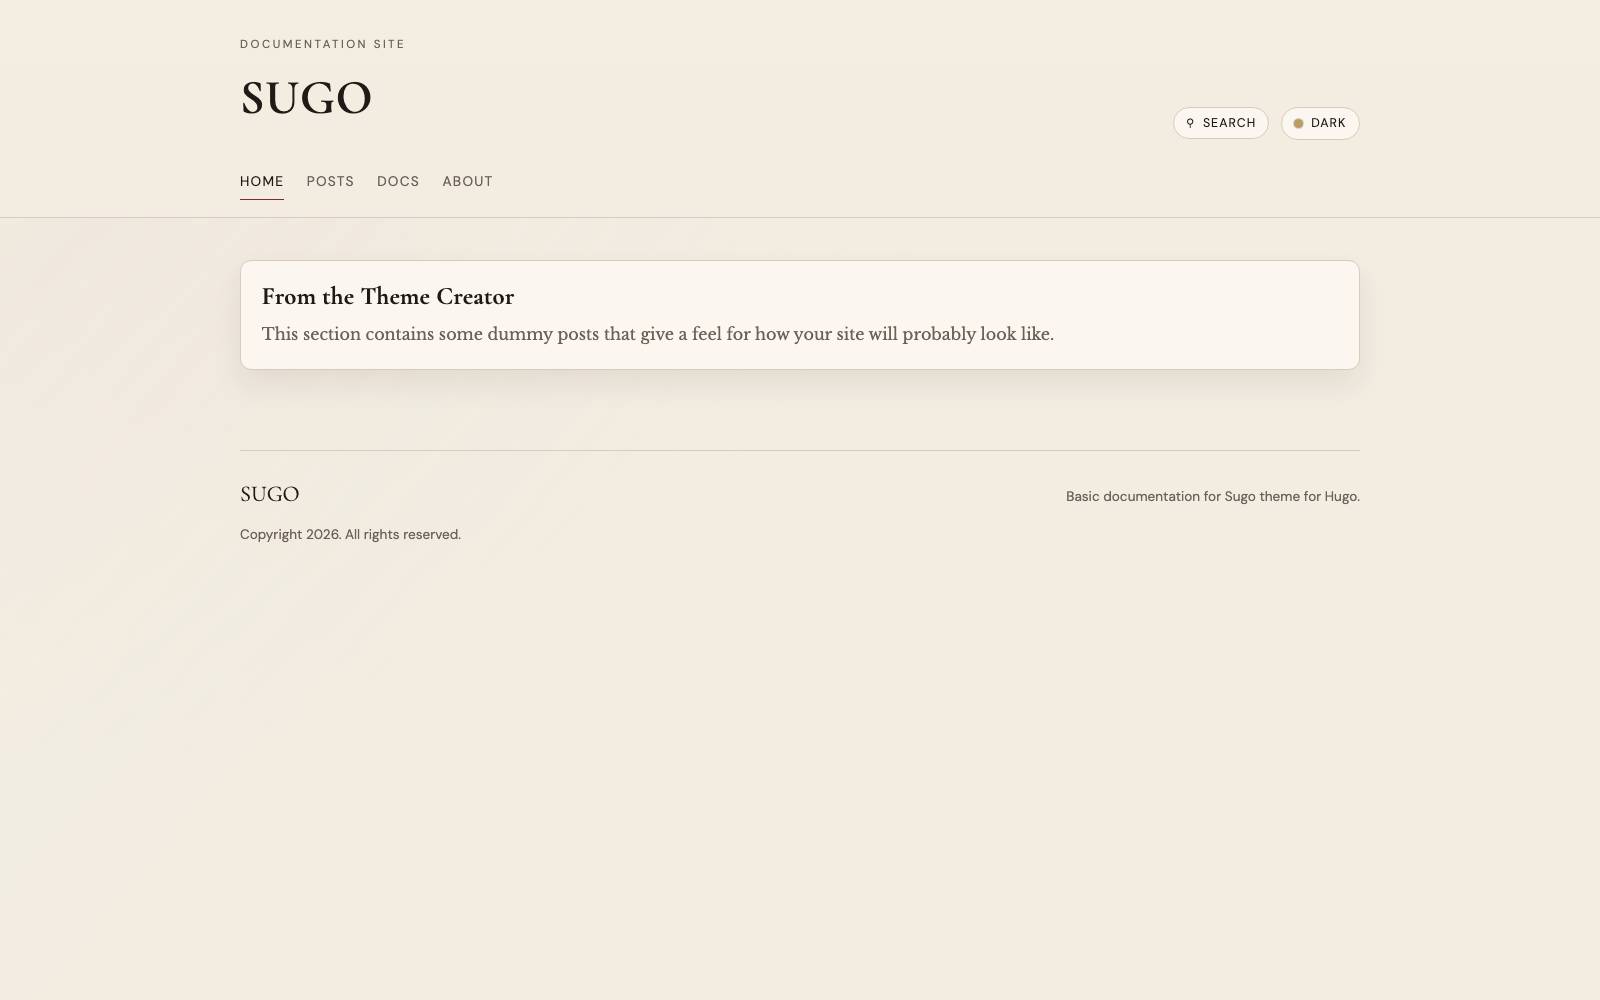 DOCUMENTATION SITE
SUGO
SEARCH
DARK
HOME POSTS DOCS ABOUT
From the Theme Creator
This section contains some dummy posts that give a feel for how your site will probably look like.
SUGO
Basic documentation for Sugo theme for Hugo.
Copyright 2026. All rights reserved.